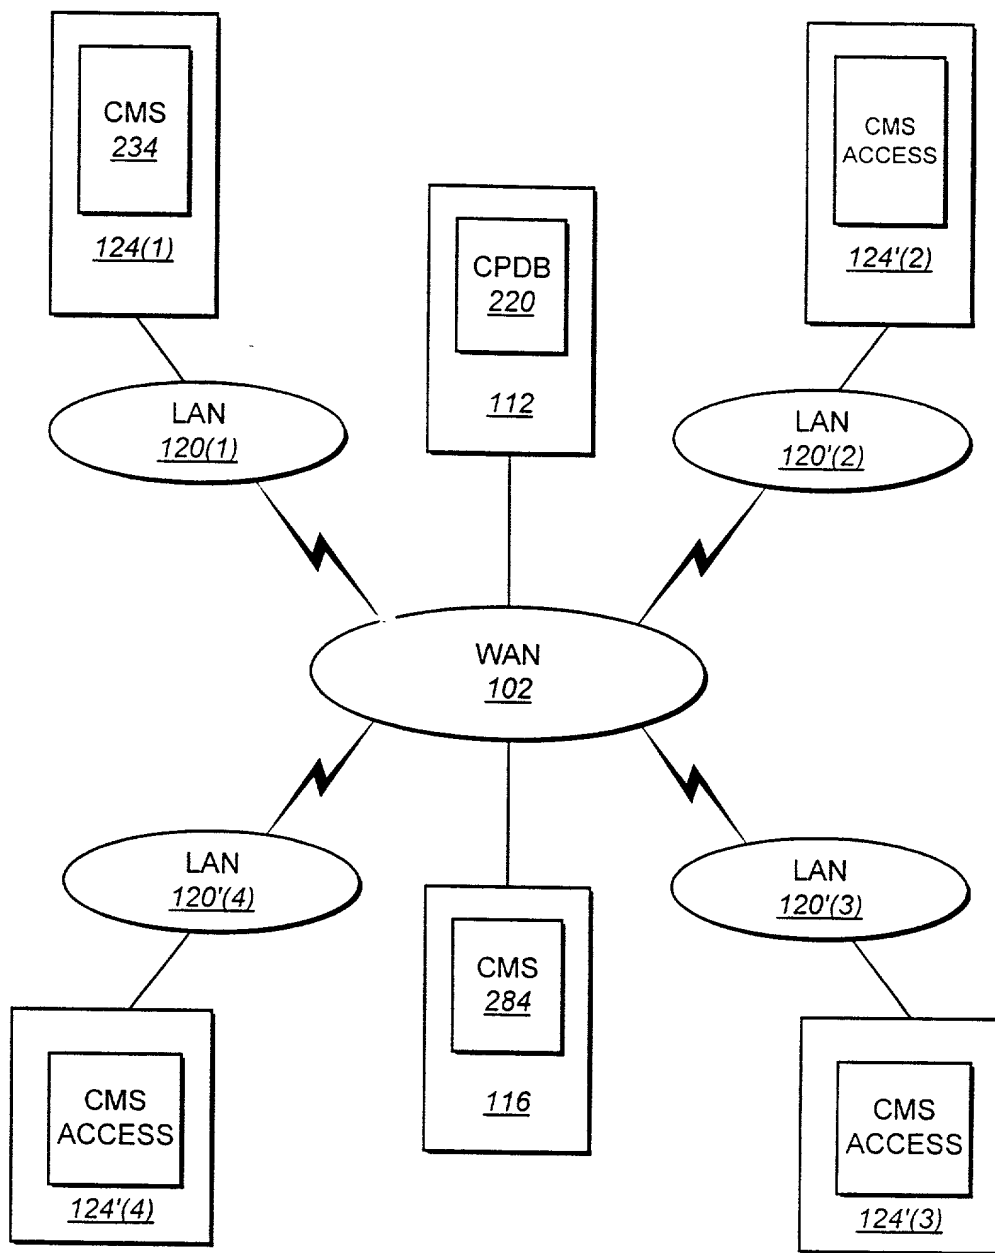 CMS
234
124(1)
CMS
ACCESS
124'(2)
CPDB
220
112
LAN
120(1)
LAN
120'(2)
WAN
102
LAN
120'(4)
LAN
120'(3)
CMS
284
116
CMS
ACCESS
124'(4)
CMS
ACCESS
124'(3)